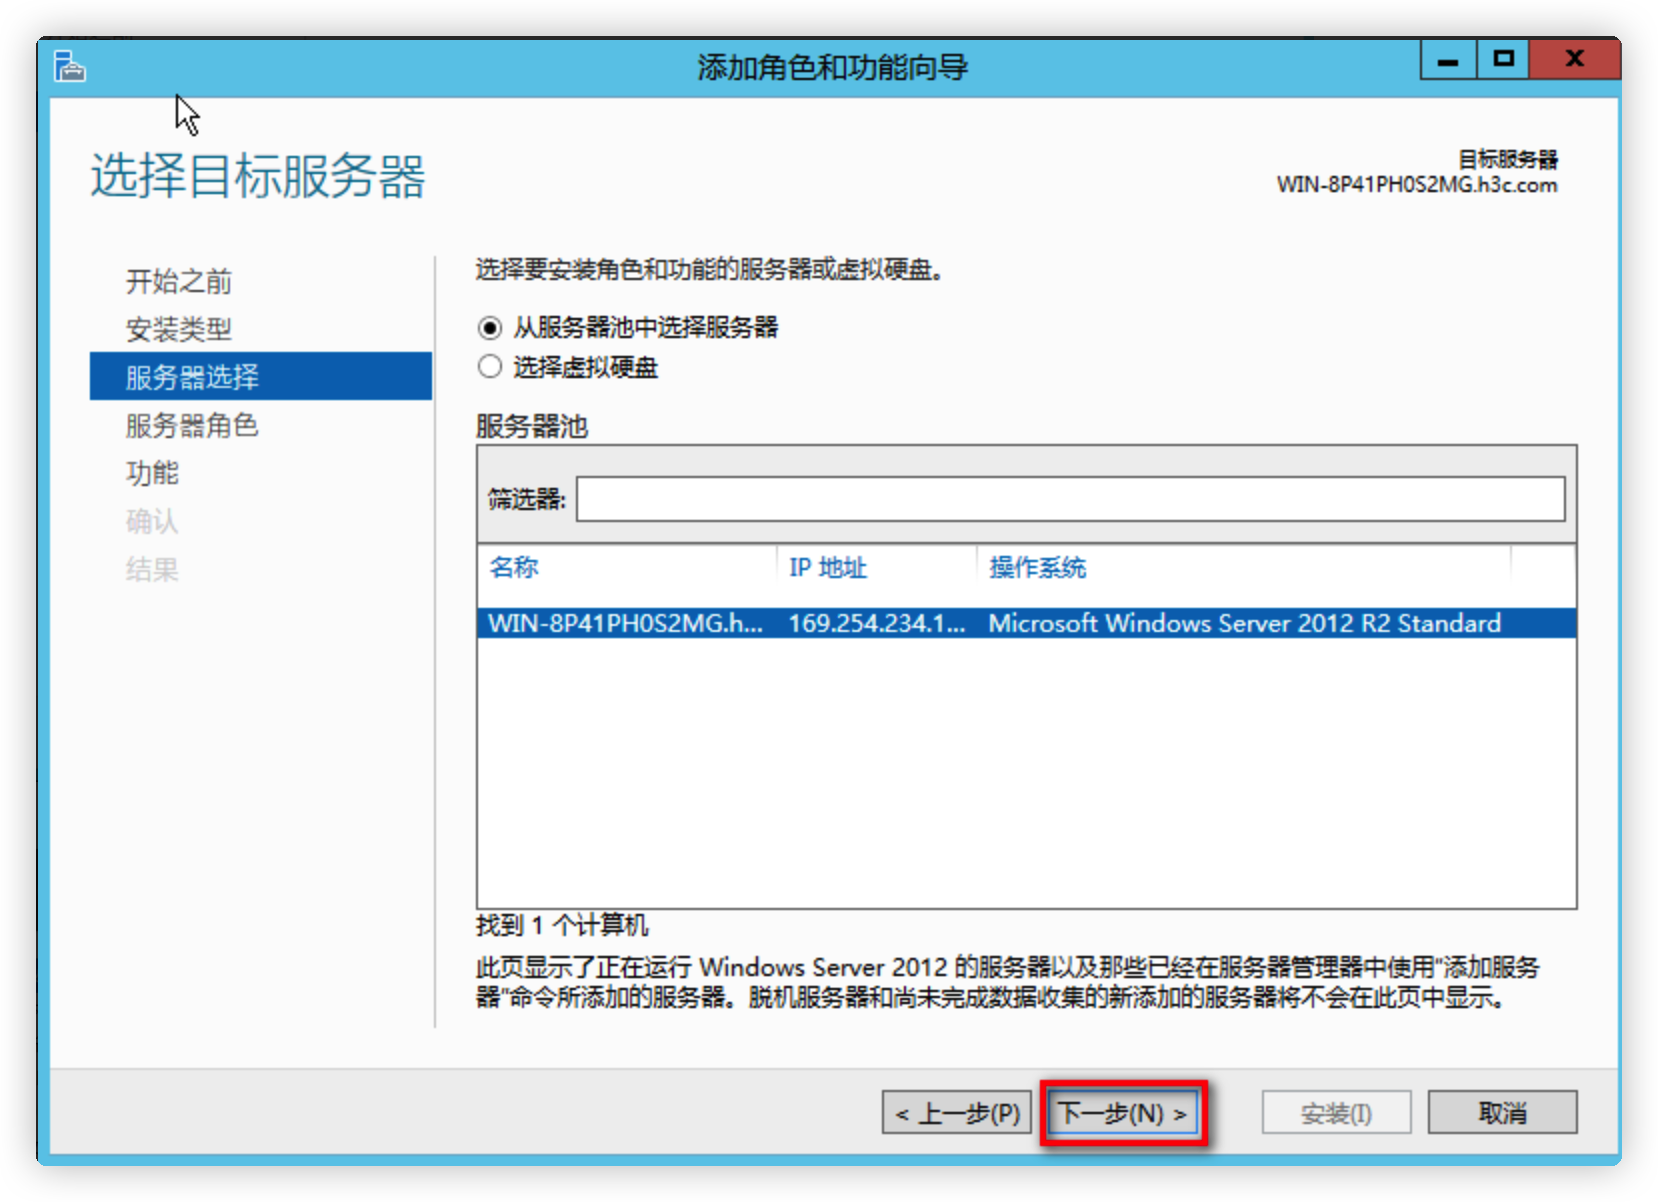 添加角色和功能向导
选择目标服务器
目标服务器
WIN-8P41PH0S2MG.h3c.com
开始之前
安装类型
服务器选择
服务器角色
功能
确认
结果
选择要安装角色和功能的服务器或虚拟硬盘。
从服务器池中选择服务器
选择虚拟硬盘
服务器池
筛选器:
名称 IP 地址 操作系统
WIN-8P41PH0S2MG.h... 169.254.234.1... Microsoft Windows Server 2012 R2 Standard
找到 1 个计算机
此页显示了正在运行 Windows Server 2012 的服务器以及那些已经在服务器管理器中使用"添加服务
器"命令所添加的服务器。脱机服务器和尚未完成数据收集的新添加的服务器将不会在此页中显示。
< 上一步(P) 下一步(N) > 安装(I) 取消